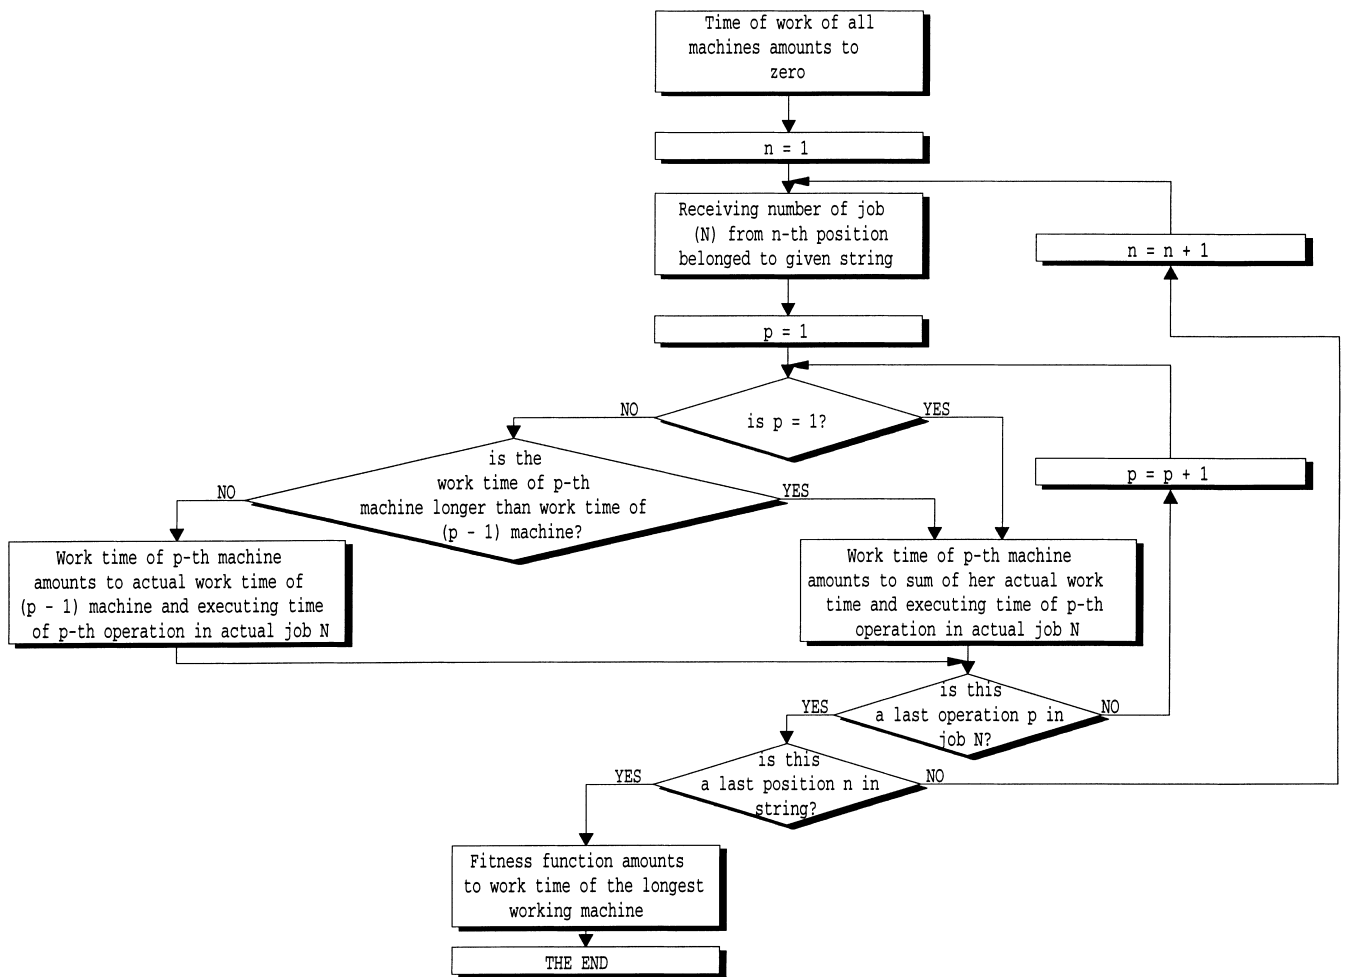 Time of work of all
machines amounts to
zero
n = 1
Receiving number of job
(N) from n-th position
belonged to given string
n = n + 1
p = 1
is p = 1?
NO
YES
is the
work time of p-th
machine longer than work time of
(p - 1) machine?
NO
YES
p = p + 1
Work time of p-th machine
amounts to actual work time of
(p - 1) machine and executing time
of p-th operation in actual job N
Work time of p-th machine
amounts to sum of her actual work
time and executing time of p-th
operation in actual job N
is this
a last operation p in
job N?
YES
NO
is this
a last position n in
string?
YES
NO
Fitness function amounts
to work time of the longest
working machine
THE END